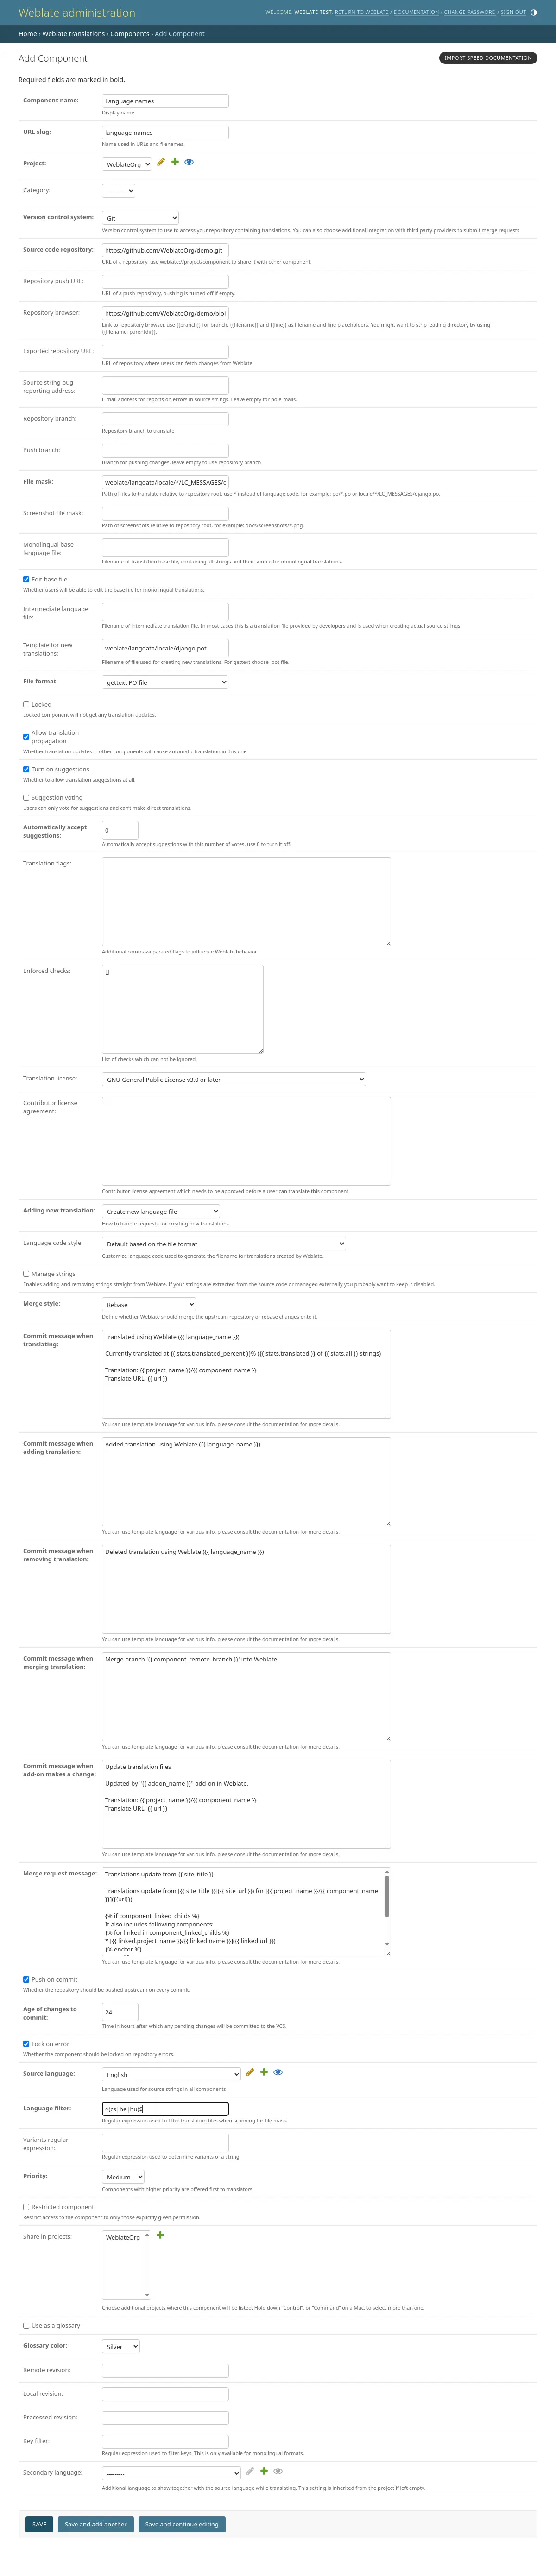 Weblate administration
WELCOME, WEBLATE TEST. RETURN TO WEBLATE / DOCUMENTATION / CHANGE PASSWORD / SIGN OUT
Home › Weblate translations › Components › Add Component
Add Component
IMPORT SPEED DOCUMENTATION
Required fields are marked in bold.
Component name:
Language names
Display name
URL slug:
language-names
Name used in URLs and filenames.
Project:
WeblateOrg
Category:
---------
Version control system:
Git
Version control system to use to access your repository containing translations. You can also choose additional integration with third party providers to submit merge requests.
Source code repository:
https://github.com/WeblateOrg/demo.git
URL of a repository, use weblate://project/component to share it with other component.
Repository push URL:
URL of a push repository, pushing is turned off if empty.
Repository browser:
https://github.com/WeblateOrg/demo/blol
Link to repository browser, use {{branch}} for branch, {{filename}} and {{line}} as filename and line placeholders. You might want to strip leading directory by using
{{filename|parentdir}}.
Exported repository URL:
URL of repository where users can fetch changes from Weblate
Source string bug
reporting address:
E-mail address for reports on errors in source strings. Leave empty for no e-mails.
Repository branch:
Repository branch to translate
Push branch:
Branch for pushing changes, leave empty to use repository branch
File mask:
weblate/langdata/locale/*/LC_MESSAGES/c
Path of files to translate relative to repository root, use * instead of language code, for example: po/*.po or locale/*/LC_MESSAGES/django.po.
Screenshot file mask:
Path of screenshots relative to repository root, for example: docs/screenshots/*.png.
Monolingual base
language file:
Filename of translation base file, containing all strings and their source for monolingual translations.
Edit base file
Whether users will be able to edit the base file for monolingual translations.
Intermediate language
file:
Filename of intermediate translation file. In most cases this is a translation file provided by developers and is used when creating actual source strings.
Template for new
translations:
weblate/langdata/locale/django.pot
Filename of file used for creating new translations. For gettext choose .pot file.
File format:
gettext PO file
Locked
Locked component will not get any translation updates.
Allow translation
propagation
Whether translation updates in other components will cause automatic translation in this one
Turn on suggestions
Whether to allow translation suggestions at all.
Suggestion voting
Users can only vote for suggestions and can't make direct translations.
Automatically accept
suggestions:
0
Automatically accept suggestions with this number of votes, use 0 to turn it off.
Translation flags:
Additional comma-separated flags to influence Weblate behavior.
Enforced checks:
[]
List of checks which can not be ignored.
Translation license:
GNU General Public License v3.0 or later
Contributor license
agreement:
Contributor license agreement which needs to be approved before a user can translate this component.
Adding new translation:
Create new language file
How to handle requests for creating new translations.
Language code style:
Default based on the file format
Customize language code used to generate the filename for translations created by Weblate.
Manage strings
Enables adding and removing strings straight from Weblate. If your strings are extracted from the source code or managed externally you probably want to keep it disabled.
Merge style:
Rebase
Define whether Weblate should merge the upstream repository or rebase changes onto it.
Commit message when
translating:
Translated using Weblate ({{ language_name }})
Currently translated at {{ stats.translated_percent }}% ({{ stats.translated }} of {{ stats.all }} strings)
Translation: {{ project_name }}/{{ component_name }}
Translate-URL: {{ url }}
You can use template language for various info, please consult the documentation for more details.
Commit message when
adding translation:
Added translation using Weblate ({{ language_name }})
You can use template language for various info, please consult the documentation for more details.
Commit message when
removing translation:
Deleted translation using Weblate ({{ language_name }})
You can use template language for various info, please consult the documentation for more details.
Commit message when
merging translation:
Merge branch '{{ component_remote_branch }}' into Weblate.
You can use template language for various info, please consult the documentation for more details.
Commit message when
add-on makes a change:
Update translation files
Updated by "{{ addon_name }}" add-on in Weblate.
Translation: {{ project_name }}/{{ component_name }}
Translate-URL: {{ url }}
You can use template language for various info, please consult the documentation for more details.
Merge request message:
Translations update from {{ site_title }}
Translations update from [{{ site_title }}]({{ site_url }}) for [{{ project_name }}/{{ component_name
}}]({{url}}).
{% if component_linked_childs %}
It also includes following components:
{% for linked in component_linked_childs %}
* [{{ linked.project_name }}/{{ linked.name }}]({{ linked.url }})
{% endfor %}
You can use template language for various info, please consult the documentation for more details.
Push on commit
Whether the repository should be pushed upstream on every commit.
Age of changes to
commit:
24
Time in hours after which any pending changes will be committed to the VCS.
Lock on error
Whether the component should be locked on repository errors.
Source language:
English
Language used for source strings in all components
Language filter:
^(cs|he|hu)$
Regular expression used to filter translation files when scanning for file mask.
Variants regular
expression:
Regular expression used to determine variants of a string.
Priority:
Medium
Components with higher priority are offered first to translators.
Restricted component
Restrict access to the component to only those explicitly given permission.
Share in projects:
WeblateOrg
Choose additional projects where this component will be listed. Hold down “Control”, or “Command” on a Mac, to select more than one.
Use as a glossary
Glossary color:
Silver
Remote revision:
Local revision:
Processed revision:
Key filter:
Regular expression used to filter keys. This is only available for monolingual formats.
Secondary language:
---------
Additional language to show together with the source language while translating. This setting is inherited from the project if left empty.
SAVE
Save and add another
Save and continue editing